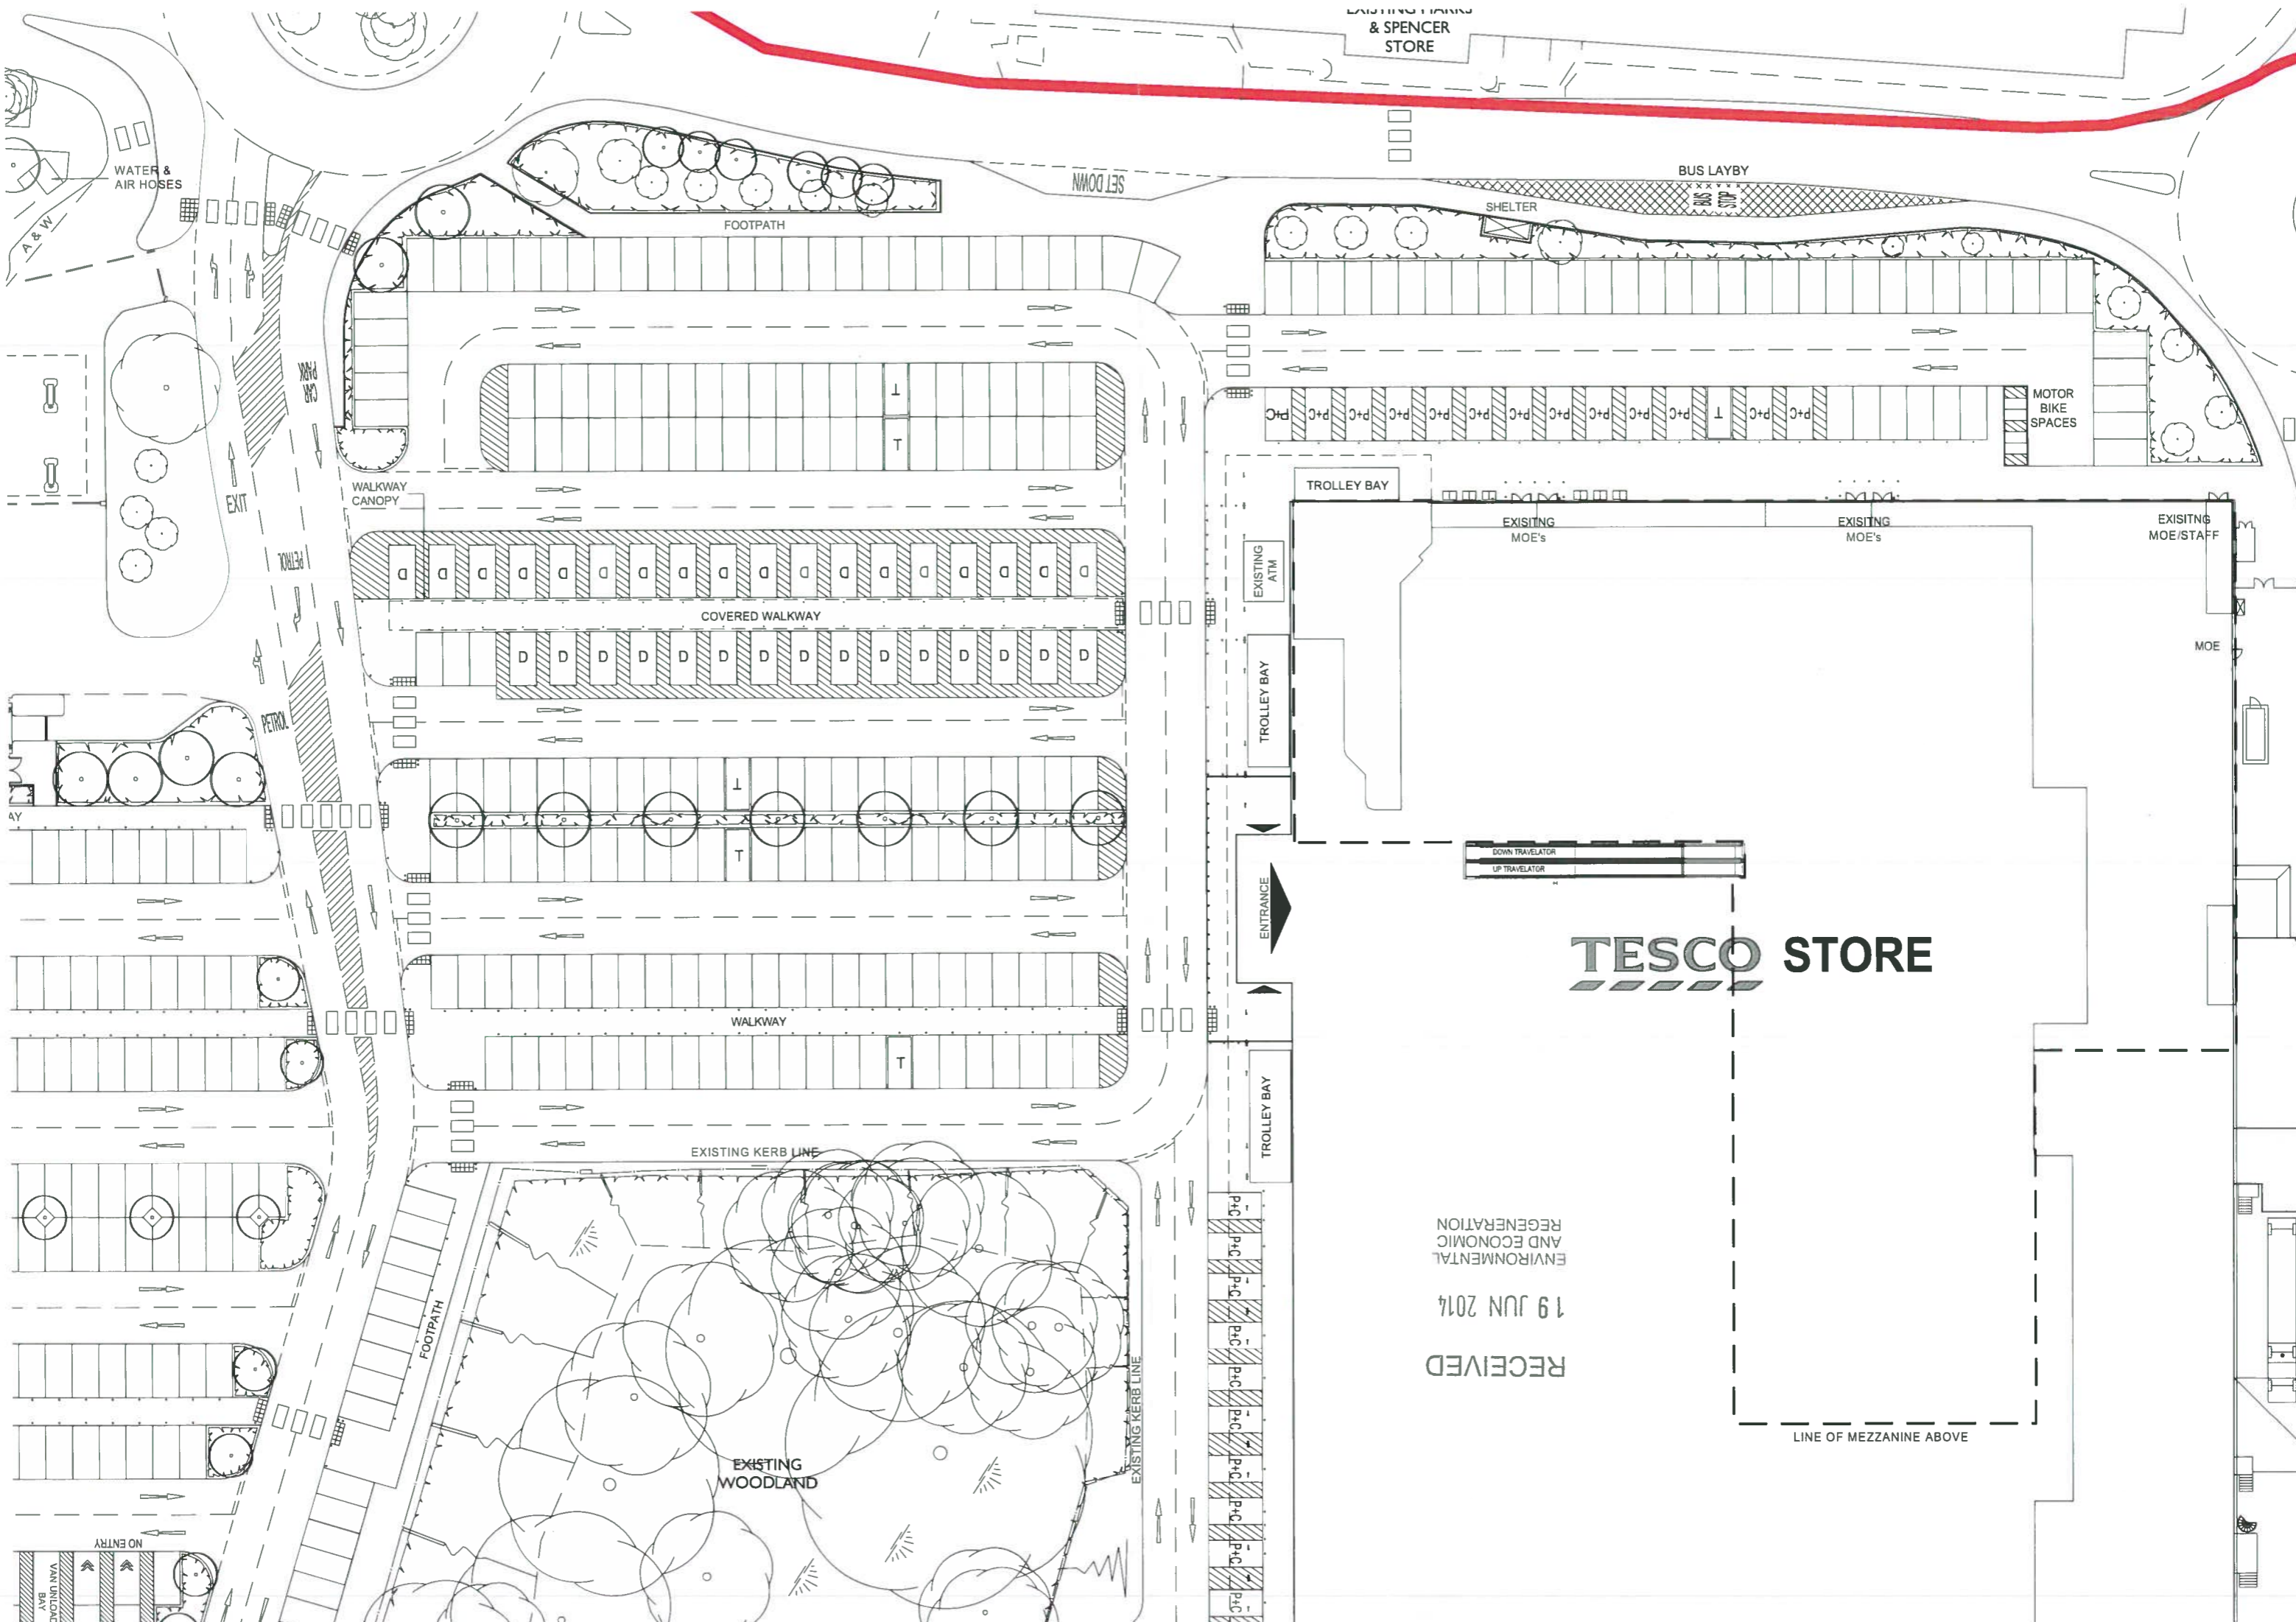 EXISTING MARKS
& SPENCER
STORE
WATER &
AIR HOSES
A & W
SET DOWN
BUS LAYBY
BUS
STOP
SHELTER
FOOTPATH
CAR
PARK
EXIT
PETROL
PETROL
WALKWAY
CANOPY
T
T
P+C P+C P+C P+C P+C P+C P+C P+C P+C P+C P+C T P+C P+C
MOTOR
BIKE
SPACES
TROLLEY BAY
EXISITNG
MOE's
EXISITNG
MOE's
EXISITNG
MOE/STAFF
MOE
D D D D D D D D D D D D D D D D D D
EXISTING
ATM
COVERED WALKWAY
D D D D D D D D D D D D D D D
TROLLEY BAY
T
T
AY
DOWN TRAVELATOR
UP TRAVELATOR
ENTRANCE
TESCO STORE
WALKWAY
T
TROLLEY BAY
EXISTING KERB LINE
P+C
P+C
P+C
P+C
P+C
P+C
P+C
P+C
P+C
P+C
FOOTPATH
EXISTING KERB LINE
EXISTING
WOODLAND
RECEIVED
19 JUN 2014
ENVIRONMENTAL
AND ECONOMIC
REGENERATION
LINE OF MEZZANINE ABOVE
NO ENTRY
VAN UNLOAD
BAY